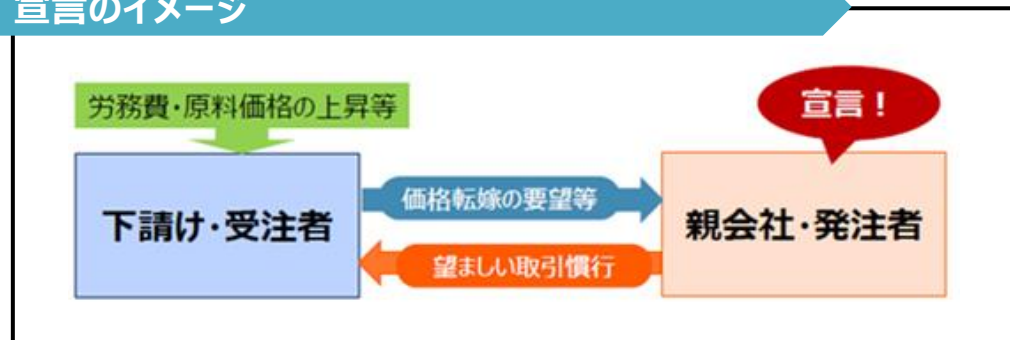 宣言のイメージ
労務費・原料価格の上昇等
宣言！
下請け・受注者
価格転嫁の要望等
親会社・発注者
望ましい取引慣行